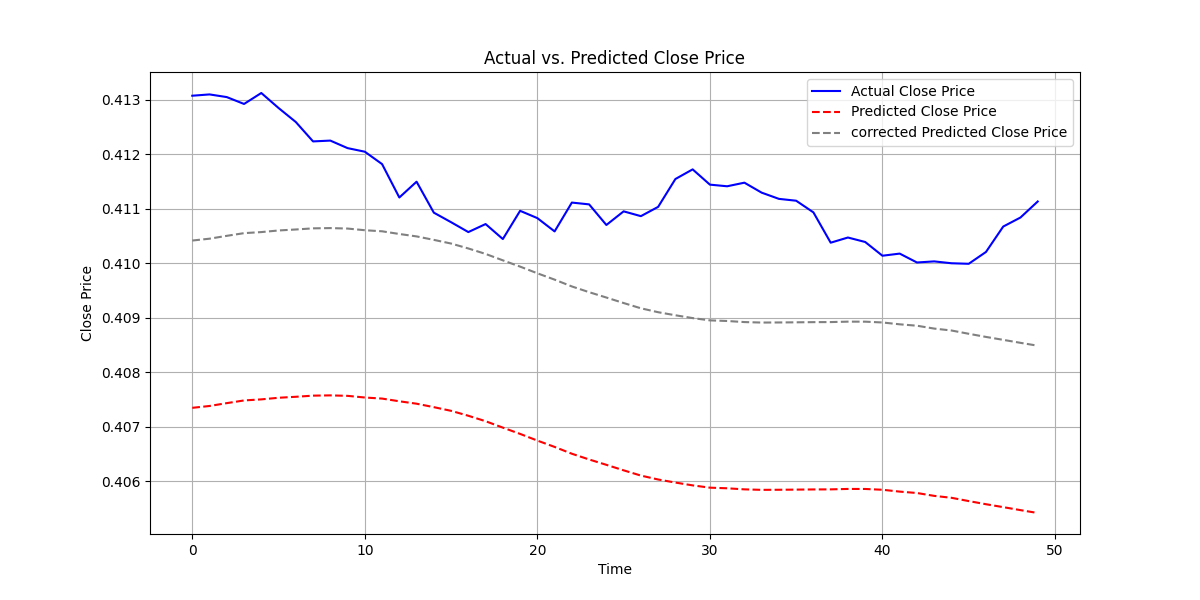 Actual vs. Predicted Close Price
Actual Close Price
Predicted Close Price
corrected Predicted Close Price
Close Price
0.413
0.412
0.411
0.410
0.409
0.408
0.407
0.406
0 10 20 30 40 50
Time